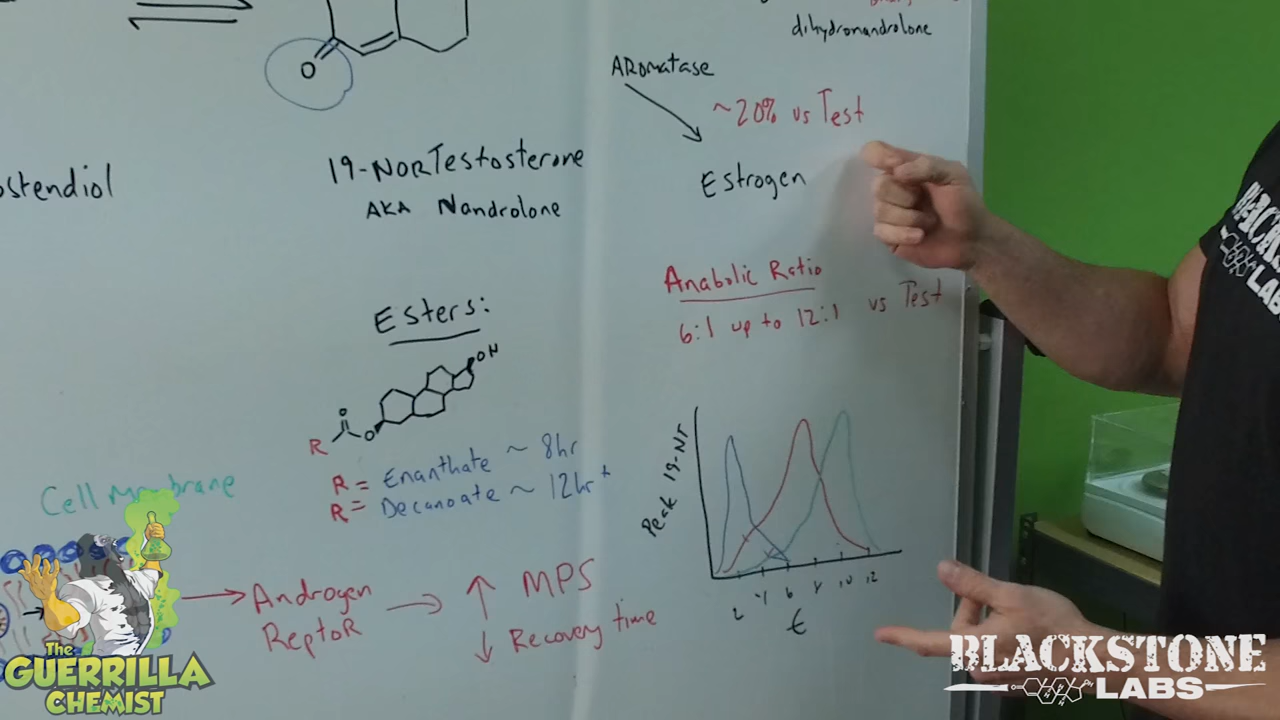 dihydronandrolone
AROMATASE
~20% vs Test
Estrogen
O
19-NORTestosterone
AKA Nandrolone
ostendiol
Anabolic Ratio
6:1 up to 12:1 vs Test
Esters:
OH
O
R
O
R = Enanthate ~ 8hr
R = Decanoate ~ 12hr+
Peak 19-NT
2 4 6 8 10 12
t
Cell Membrane
Androgen
ReptoR
↑ MPS
↓ Recovery time
The
GUERRILLA
CHEMIST
BLACKSTONE
LABS
BLACKSTONE
LAB